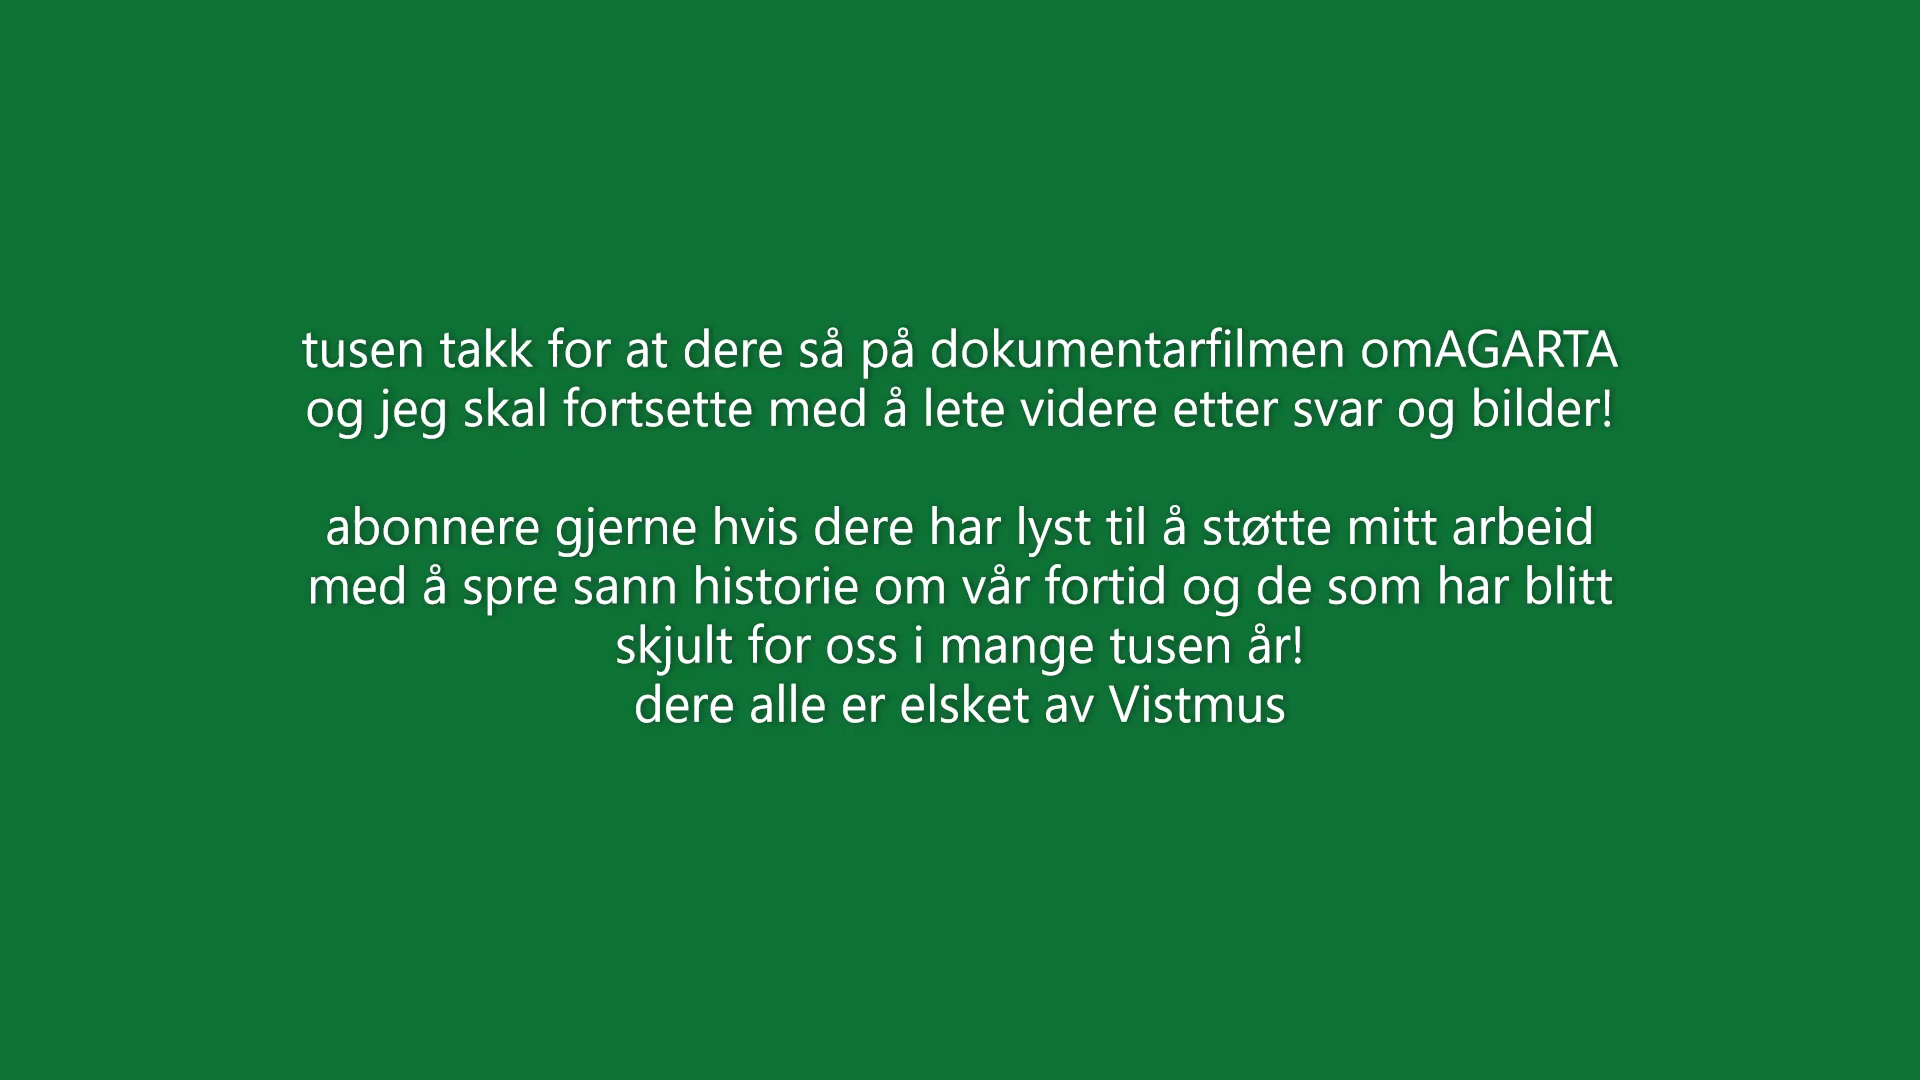 tusen takk for at dere så på dokumentarfilmen omAGARTA
og jeg skal fortsette med å lete videre etter svar og bilder!
abonnere gjerne hvis dere har lyst til å støtte mitt arbeid
med å spre sann historie om vår fortid og de som har blitt
skjult for oss i mange tusen år!
dere alle er elsket av Vistmus